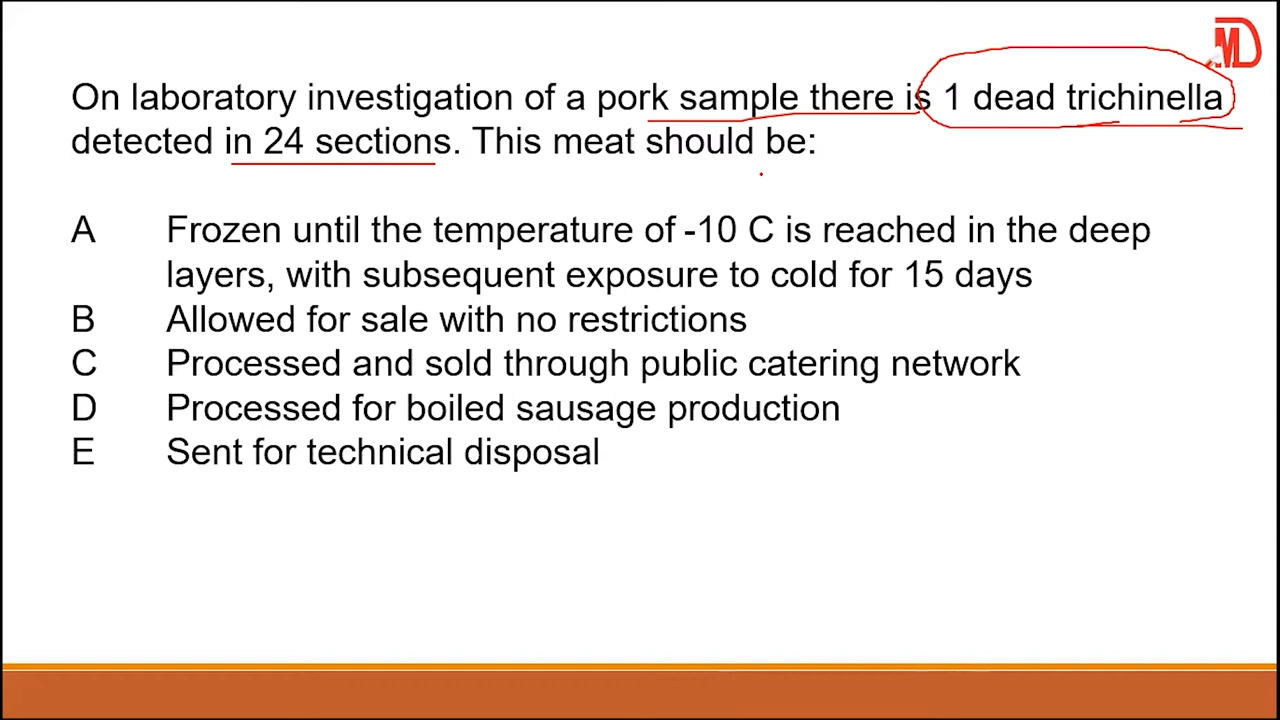 MD
On laboratory investigation of a pork sample there is 1 dead trichinella
detected in 24 sections. This meat should be:
A Frozen until the temperature of -10 C is reached in the deep
layers, with subsequent exposure to cold for 15 days
B Allowed for sale with no restrictions
C Processed and sold through public catering network
D Processed for boiled sausage production
E Sent for technical disposal